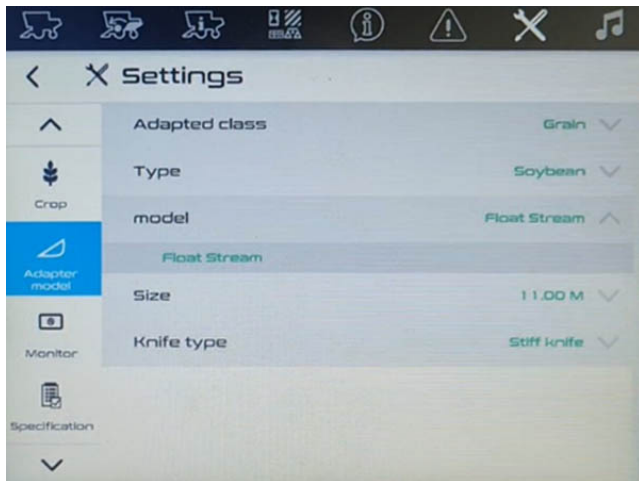 Settings
Adapted class Grain
Type Soybean
Crop
model Float Stream
Float Stream
Adapter
model
Size 11.00 M
Monitor
Knife type Stiff knife
Specification